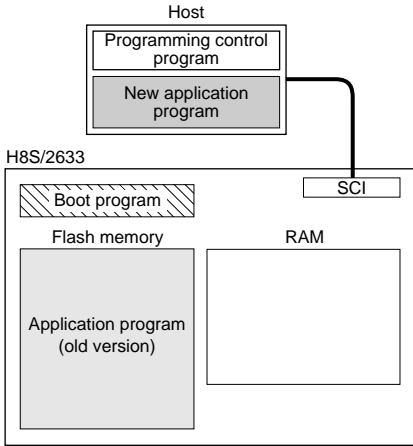 Host
Programming control
program
New application
program
H8S/2633
SCI
Boot program
Flash memory
RAM
Application program
(old version)